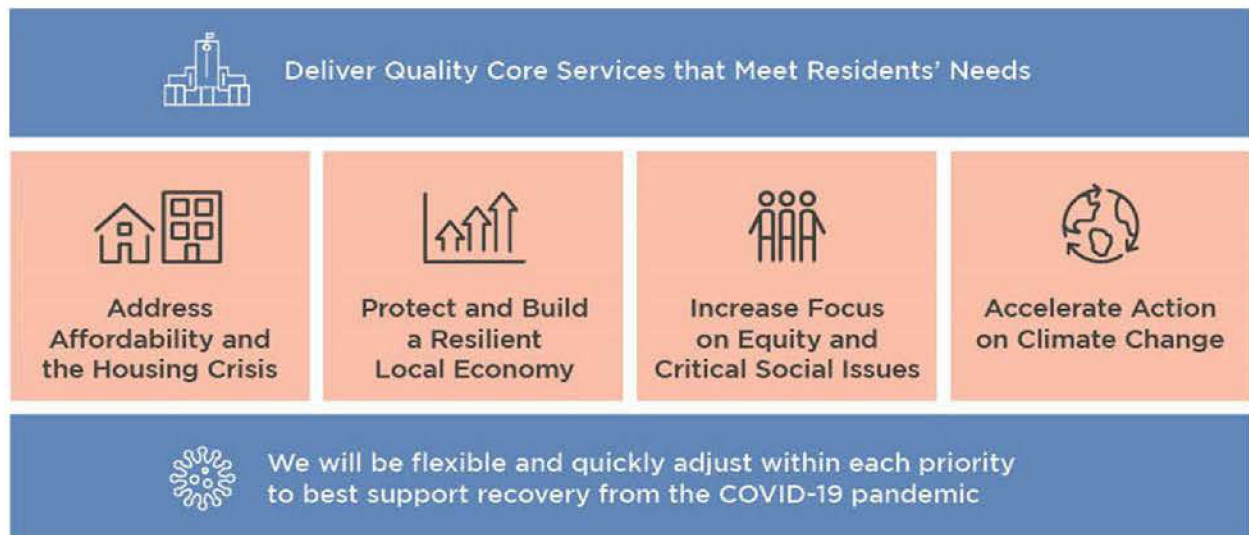 Deliver Quality Core Services that Meet Residents’ Needs
Address
Affordability and
the Housing Crisis
Protect and Build
a Resilient
Local Economy
Increase Focus
on Equity and
Critical Social Issues
Accelerate Action
on Climate Change
We will be flexible and quickly adjust within each priority
to best support recovery from the COVID-19 pandemic